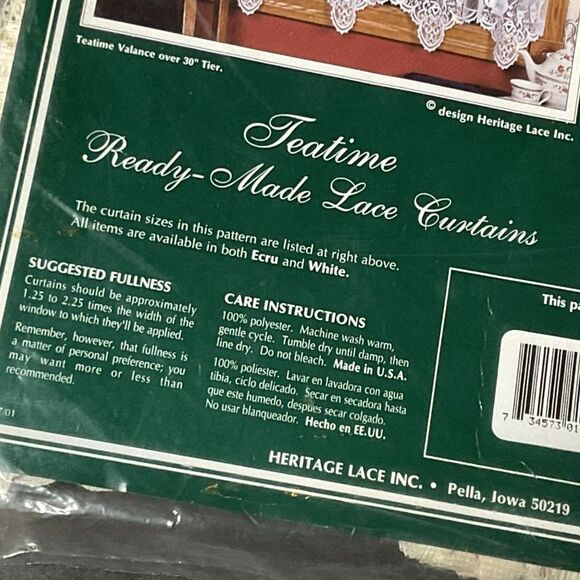 Teatime Valance over 30" Tier.
© design Heritage Lace Inc.
Teatime
Ready-Made Lace Curtains
The curtain sizes in this pattern are listed at right above.
All items are available in both Ecru and White.
SUGGESTED FULLNESS
Curtains should be approximately
1.25 to 2.25 times the width of the
window to which they'll be applied.
Remember, however, that fullness is
a matter of personal preference; you
may want more or less than
recommended.
CARE INSTRUCTIONS
100% polyester. Machine wash warm,
gentle cycle. Tumble dry until damp, then
line dry. Do not bleach. Made in U.S.A.
100% poliester. Lavar en lavadora con agua
tibia, ciclo delicado. Secar en secadora hasta
que este humedo, despues secar colgado.
No usar blanqueador. Hecho en EE.UU.
This pa
7 34573 01
/01
HERITAGE LACE INC. • Pella, Iowa 50219